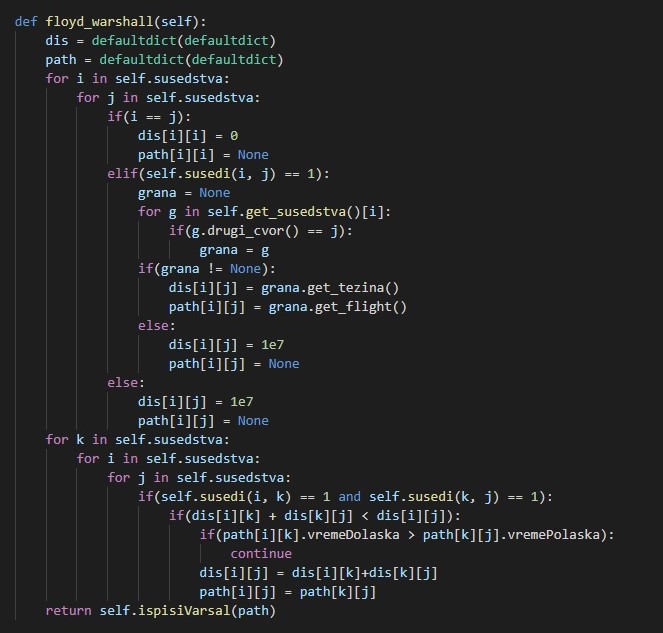 def floyd_warshall(self):
    dis = defaultdict(defaultdict)
    path = defaultdict(defaultdict)
    for i in self.susedstva:
        for j in self.susedstva:
            if(i == j):
                dis[i][i] = 0
                path[i][i] = None
            elif(self.susedi(i, j) == 1):
                grana = None
                for g in self.get_susedstva()[i]:
                    if(g.drugi_cvor() == j):
                        grana = g
                if(grana != None):
                    dis[i][j] = grana.get_tezina()
                    path[i][j] = grana.get_flight()
                else:
                    dis[i][j] = 1e7
                    path[i][j] = None
            else:
                dis[i][j] = 1e7
                path[i][j] = None
    for k in self.susedstva:
        for i in self.susedstva:
            for j in self.susedstva:
                if(self.susedi(i, k) == 1 and self.susedi(k, j) == 1):
                    if(dis[i][k] + dis[k][j] < dis[i][j]):
                        if(path[i][k].vremeDolaska > path[k][j].vremePolaska):
                            continue
                        dis[i][j] = dis[i][k]+dis[k][j]
                        path[i][j] = path[k][j]
    return self.ispisiVarsal(path)